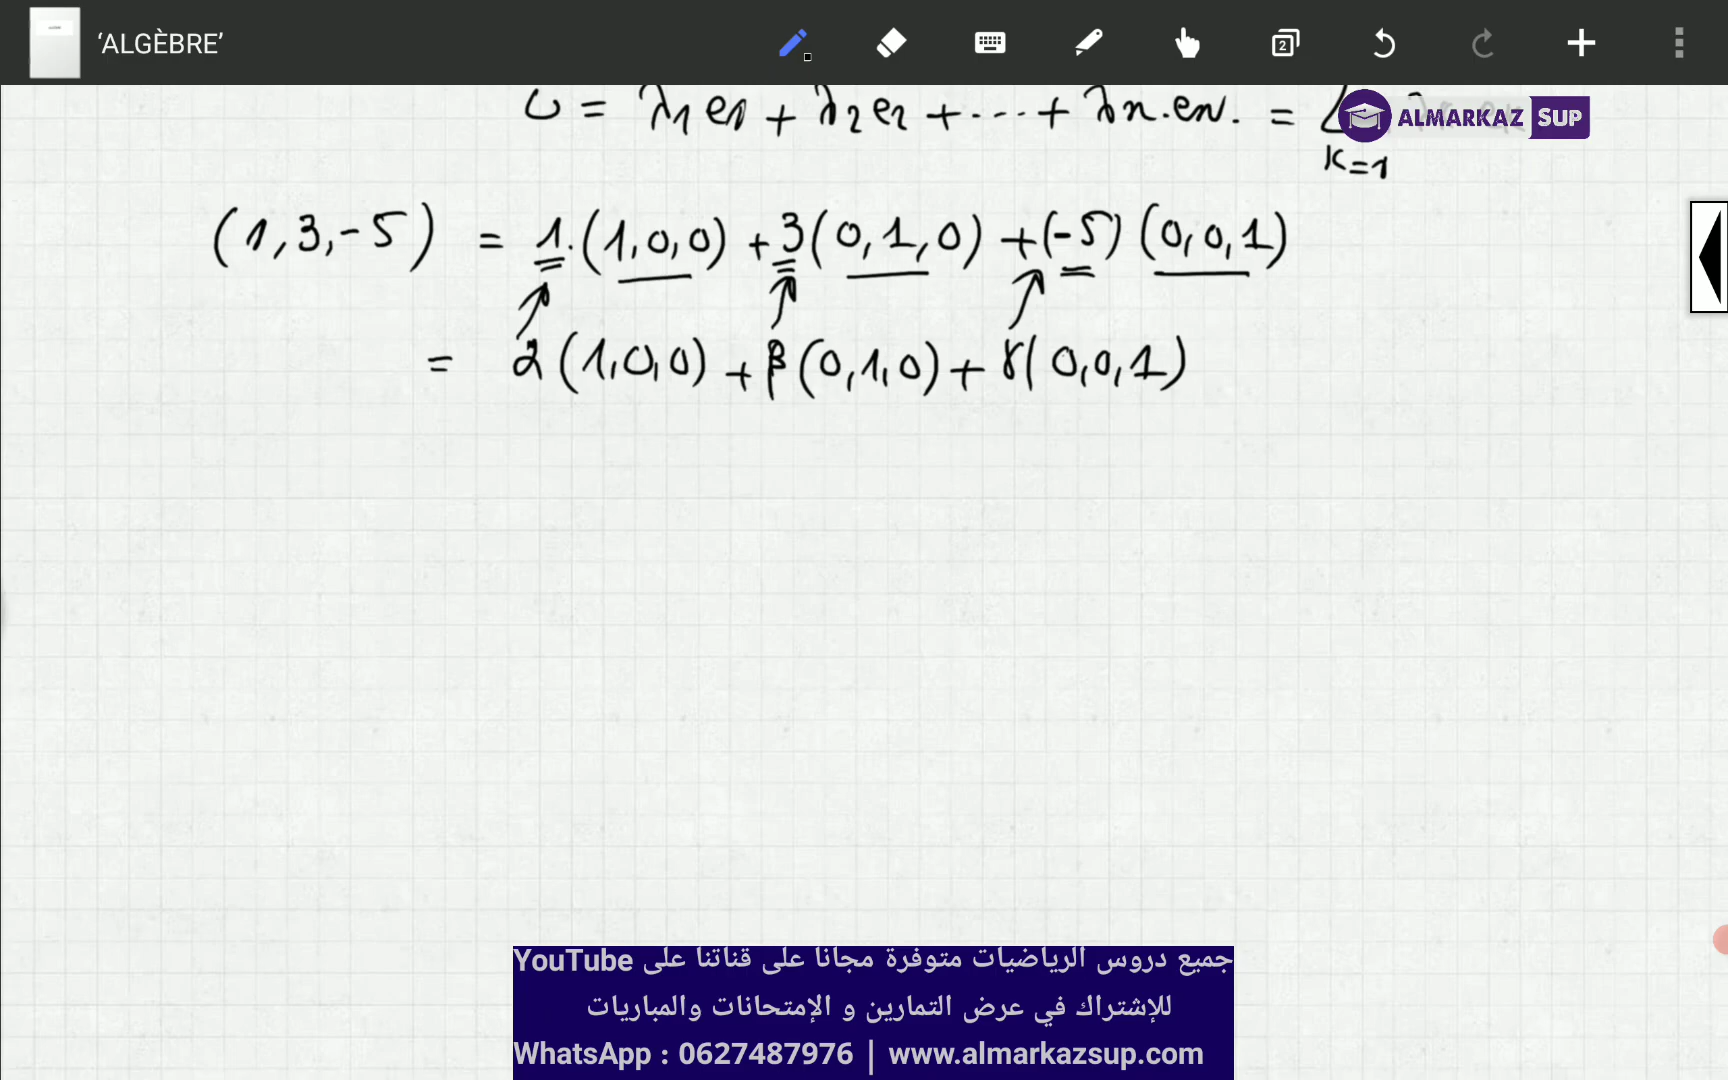 ‘ALGÈBRE’
2
U = λ1 e1 + λ2 e2 + ... + λn.en. =
K=1
ALMARKAZ SUP
(1, 3, -5) = 1.(1,0,0) + 3(0,1,0) + (-5)(0,0,1)
= α(1,0,0) + β(0,1,0) + γ(0,0,1)
جميع دروس الرياضيات متوفرة مجانا على قناتنا على YouTube
للإشتراك في عرض التمارين و الإمتحانات والمباريات
WhatsApp : 0627487976 | www.almarkazsup.com